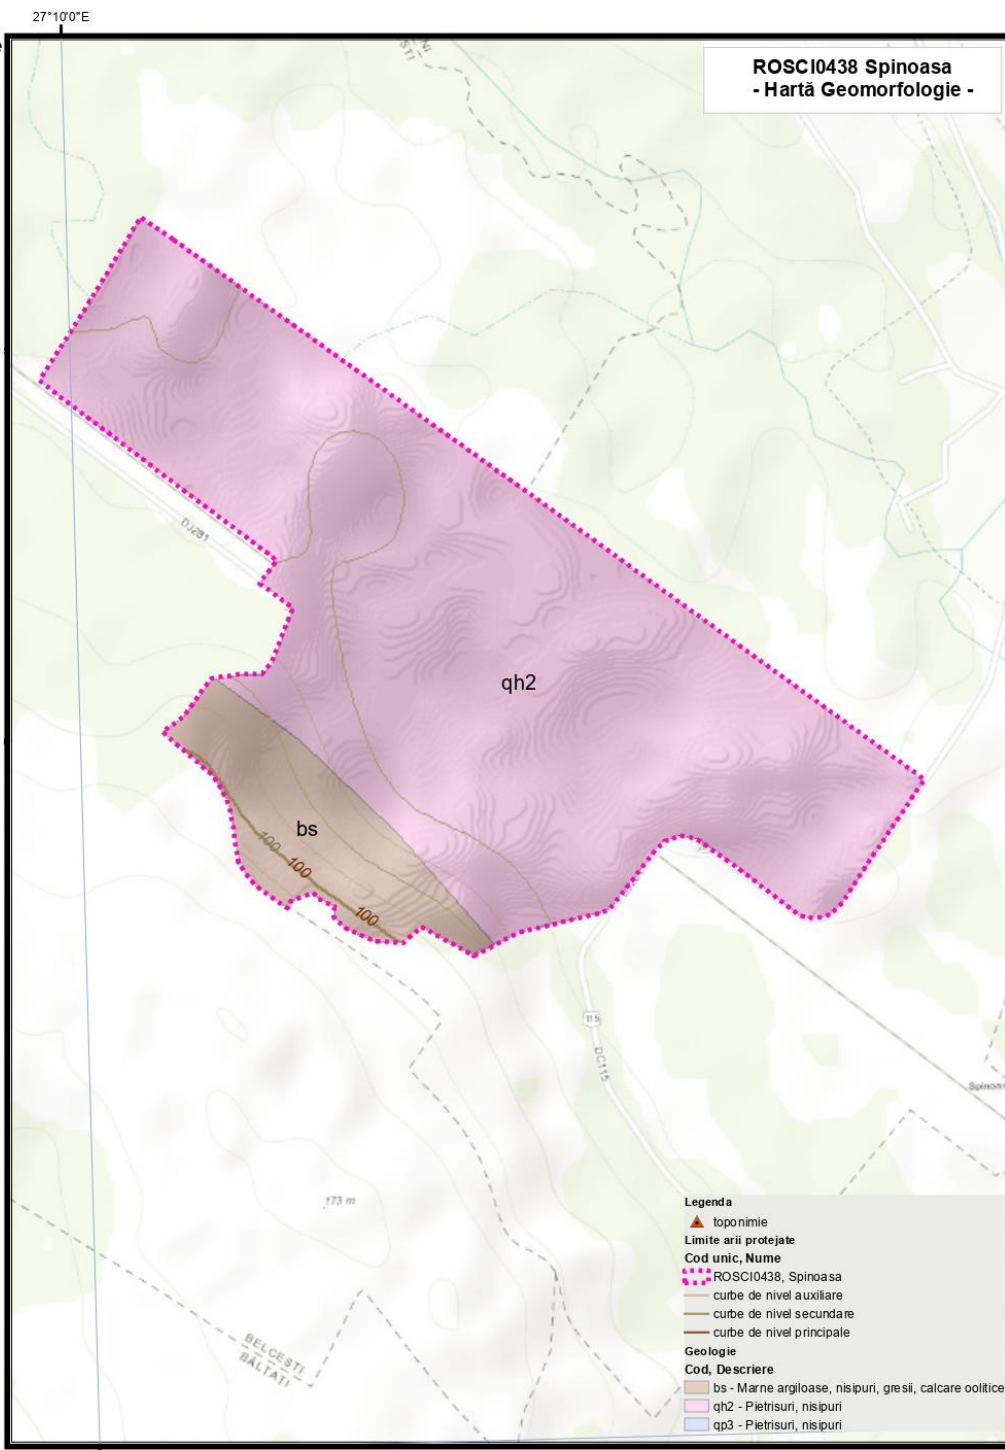 27°10'0"E
ROSCI0438 Spinoasa
- Hartă Geomorfologie -
DJ281
qh2
bs
100
100
100
115
DC115
173 m
BELCEȘTI
BĂLȚAȚI
Legenda
toponimie
Limite arii protejate
Cod unic, Nume
ROSCI0438, Spinoasa
curbe de nivel auxiliare
curbe de nivel secundare
curbe de nivel principale
Geologie
Cod, Descriere
bs - Marne argiloase, nisipuri, gresii, calcare oolitice
qh2 - Pietrisuri, nisipuri
qp3 - Pietrisuri, nisipuri